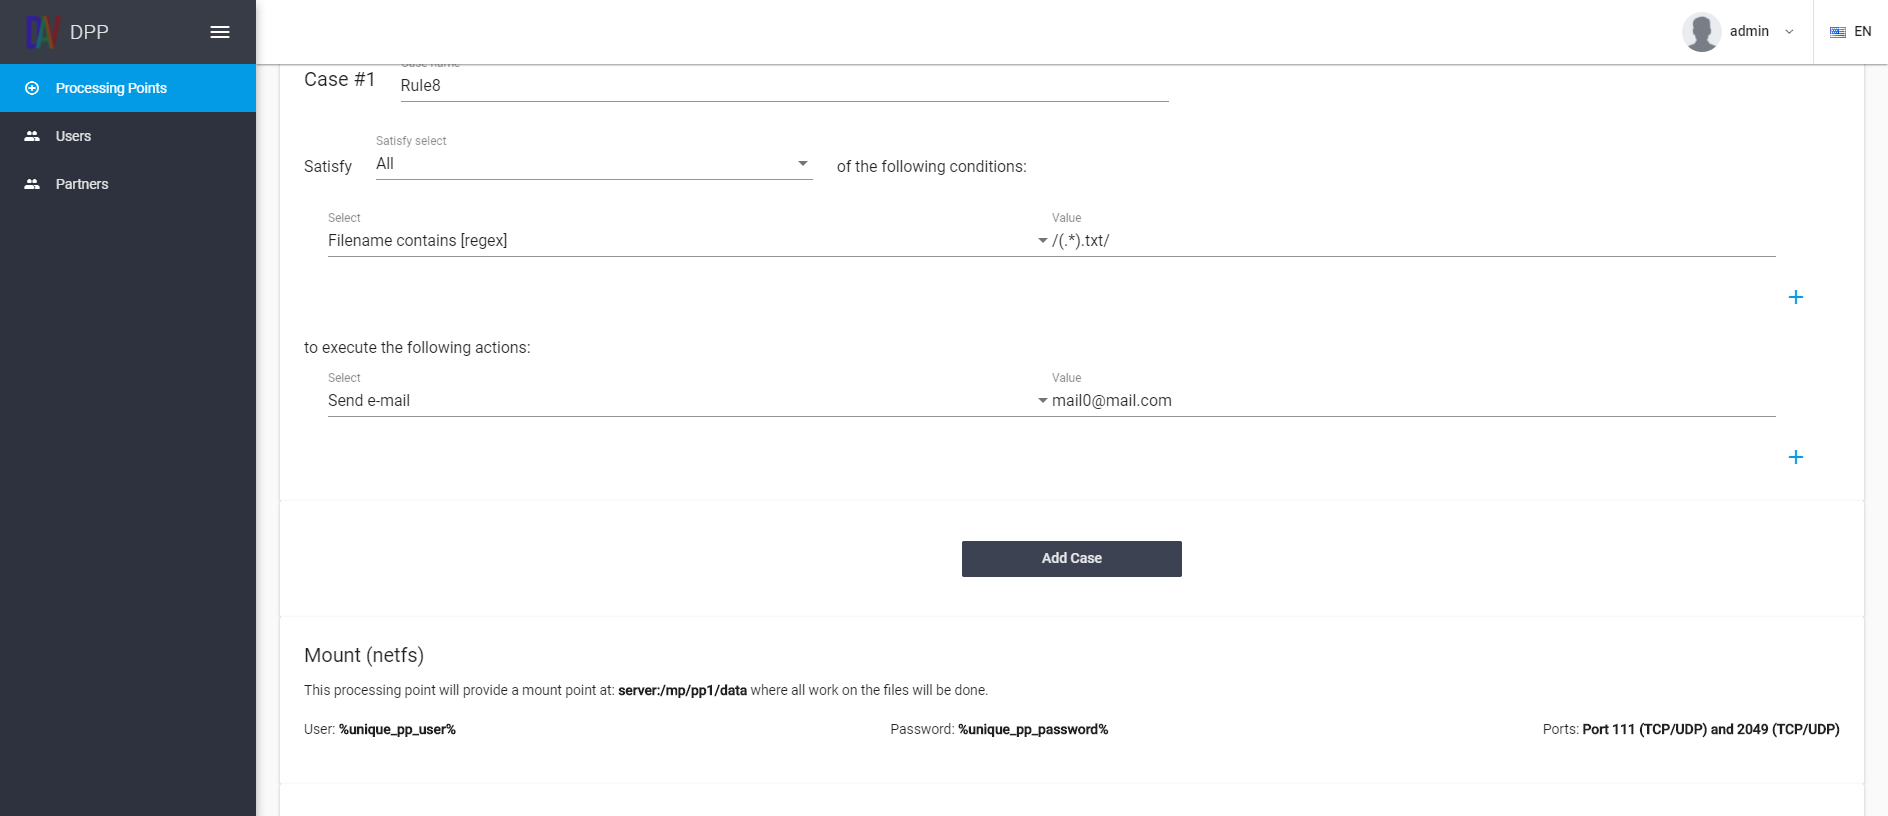 DAV DPP
admin
EN
Processing Points
Users
Partners
Case name
Case #1
Rule8
Satisfy select
Satisfy
All
of the following conditions:
Select
Value
Filename contains [regex]
/(.*).txt/
+
to execute the following actions:
Select
Value
Send e-mail
mail0@mail.com
+
Add Case
Mount (netfs)
This processing point will provide a mount point at: server:/mp/pp1/data where all work on the files will be done.
User: %unique_pp_user%
Password: %unique_pp_password%
Ports: Port 111 (TCP/UDP) and 2049 (TCP/UDP)